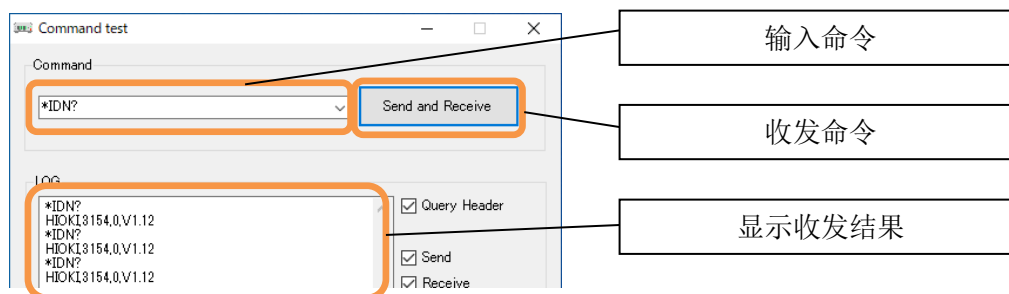 Command test
输入命令
Command
*IDN?
Send and Receive
收发命令
LOG
*IDN?
HIOKI,3154,0,V1.12
*IDN?
HIOKI,3154,0,V1.12
*IDN?
HIOKI,3154,0,V1.12
Query Header
显示收发结果
Send
Receive